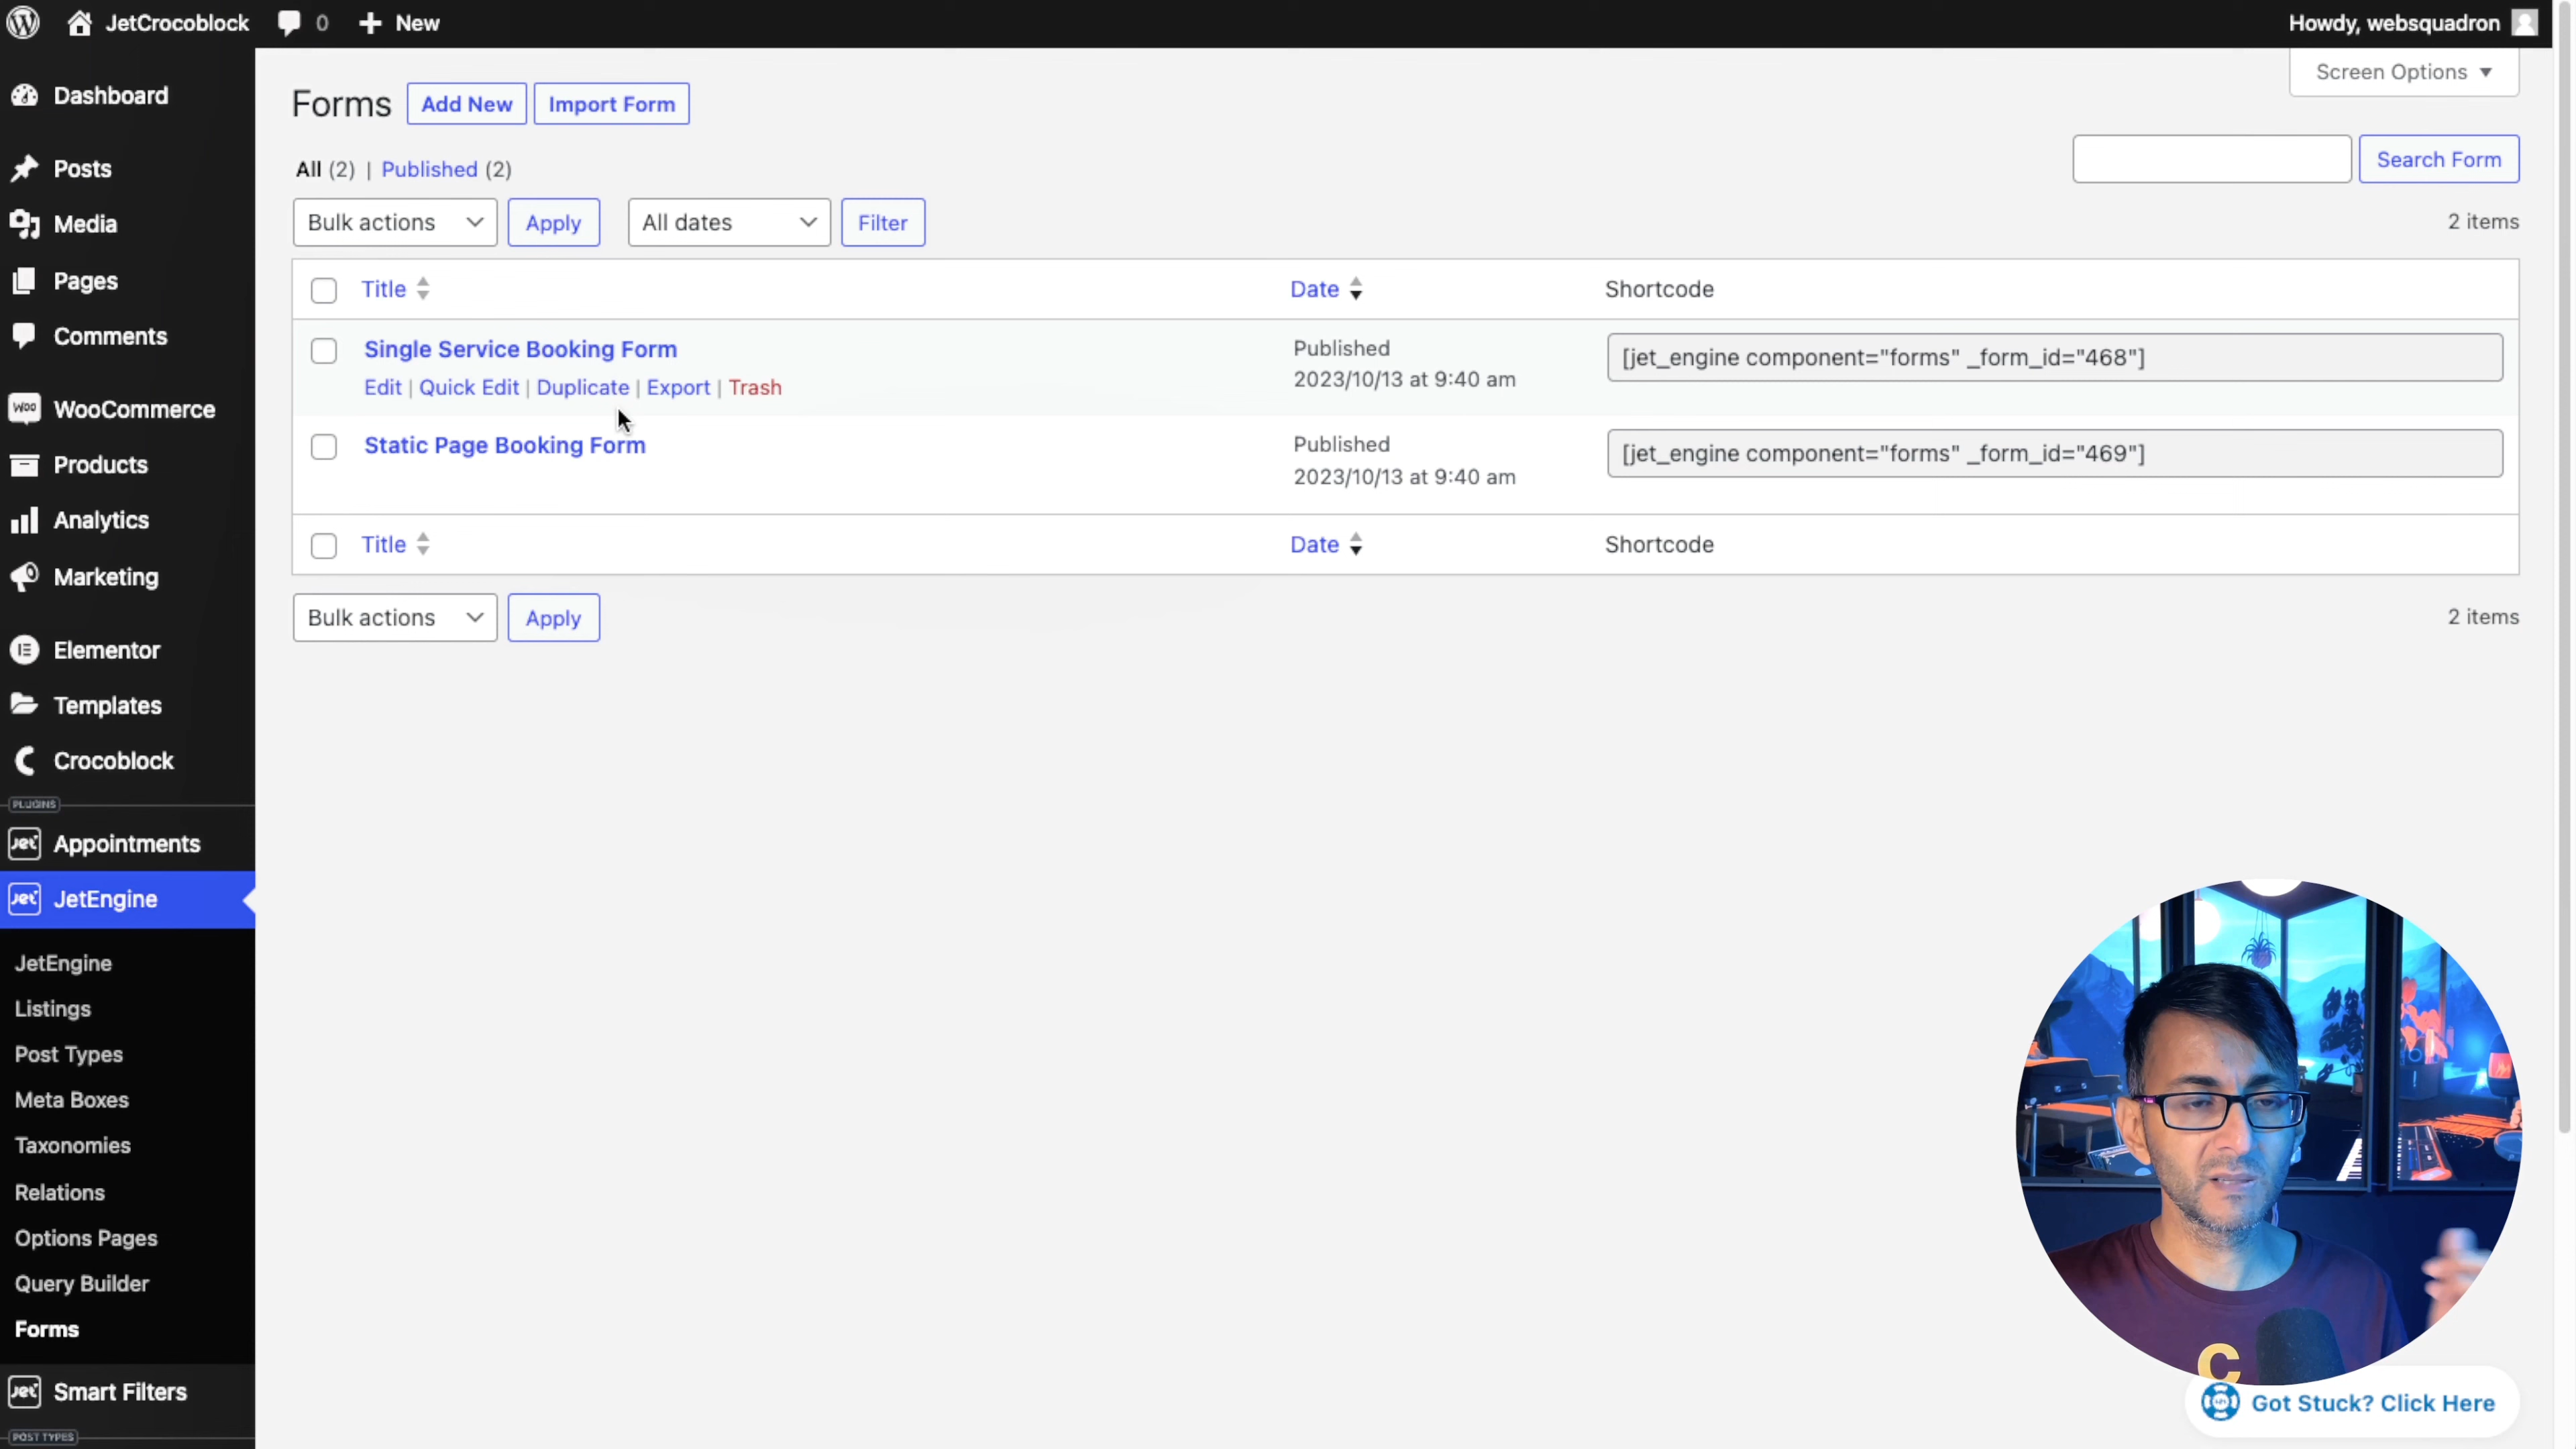 JetCrocoblock 0 New Howdy, websquadron
Screen Options
Dashboard
Posts
Media
Pages
Comments
WOO WooCommerce
Products
Analytics
Marketing
Elementor
Templates
Crocoblock
PLUGINS
Jet Appointments
Jet JetEngine
JetEngine
Listings
Post Types
Meta Boxes
Taxonomies
Relations
Options Pages
Query Builder
Forms
Jet Smart Filters
POST TYPES
Forms Add New Import Form
All (2) | Published (2)
Search Form
Bulk actions Apply All dates Filter 2 items
Title Date Shortcode
Single Service Booking Form Published [jet_engine component="forms" _form_id="468"]
Edit | Quick Edit | Duplicate | Export | Trash 2023/10/13 at 9:40 am
Static Page Booking Form Published [jet_engine component="forms" _form_id="469"]
2023/10/13 at 9:40 am
Title Date Shortcode
Bulk actions Apply 2 items
C
Got Stuck? Click Here